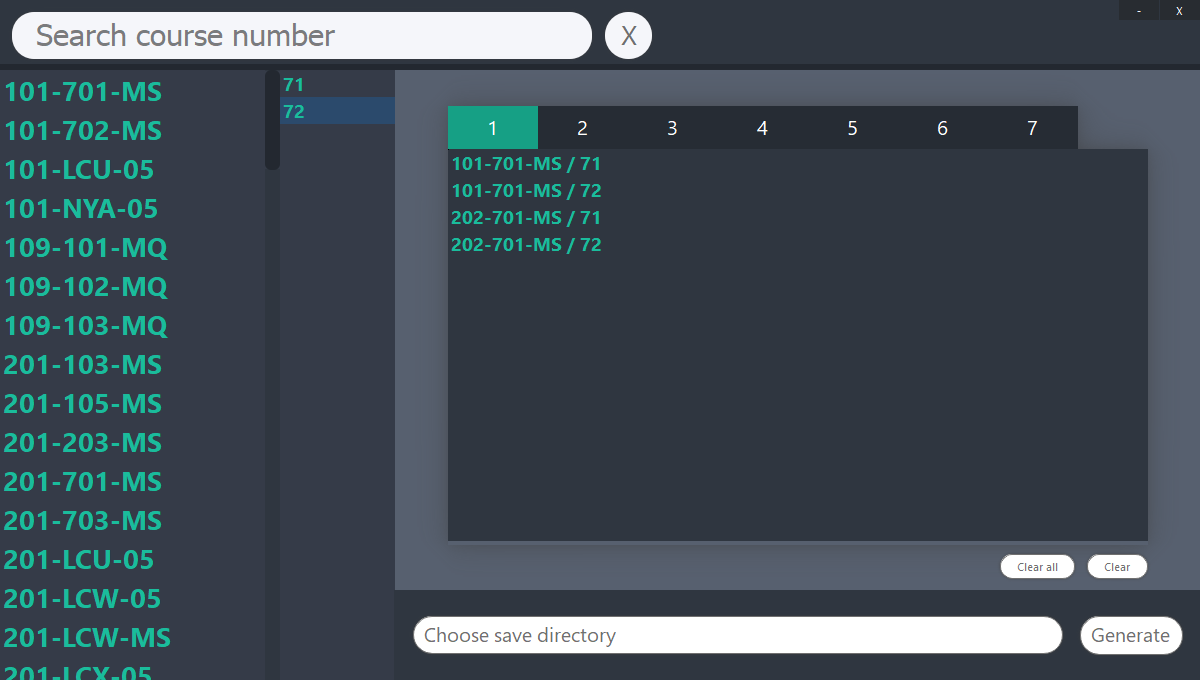 -
X
Search course number
X
101-701-MS
101-702-MS
101-LCU-05
101-NYA-05
109-101-MQ
109-102-MQ
109-103-MQ
201-103-MS
201-105-MS
201-203-MS
201-701-MS
201-703-MS
201-LCU-05
201-LCW-05
201-LCW-MS
201-LCX-05
71
72
1 2 3 4 5 6 7
101-701-MS / 71
101-701-MS / 72
202-701-MS / 71
202-701-MS / 72
Clear all
Clear
Choose save directory
Generate